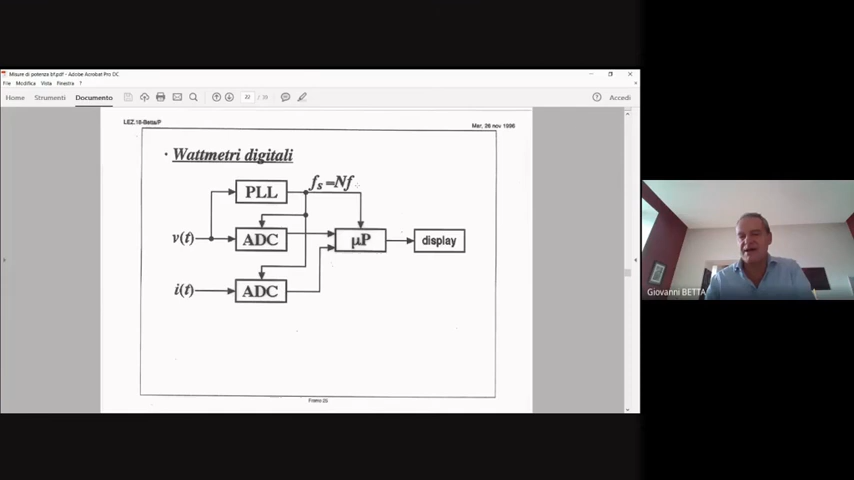 Misure di potenza bf.pdf - Adobe Acrobat Pro DC
File Modifica Vista Finestra ?
Home Strumenti Documento 22 / 30 Accedi
LEZ.18-Betta/P Mar, 26 nov 1996
· Wattmetri digitali
PLL fs=Nf
v(t) ADC μP display
i(t) ADC
Giovanni BETTA